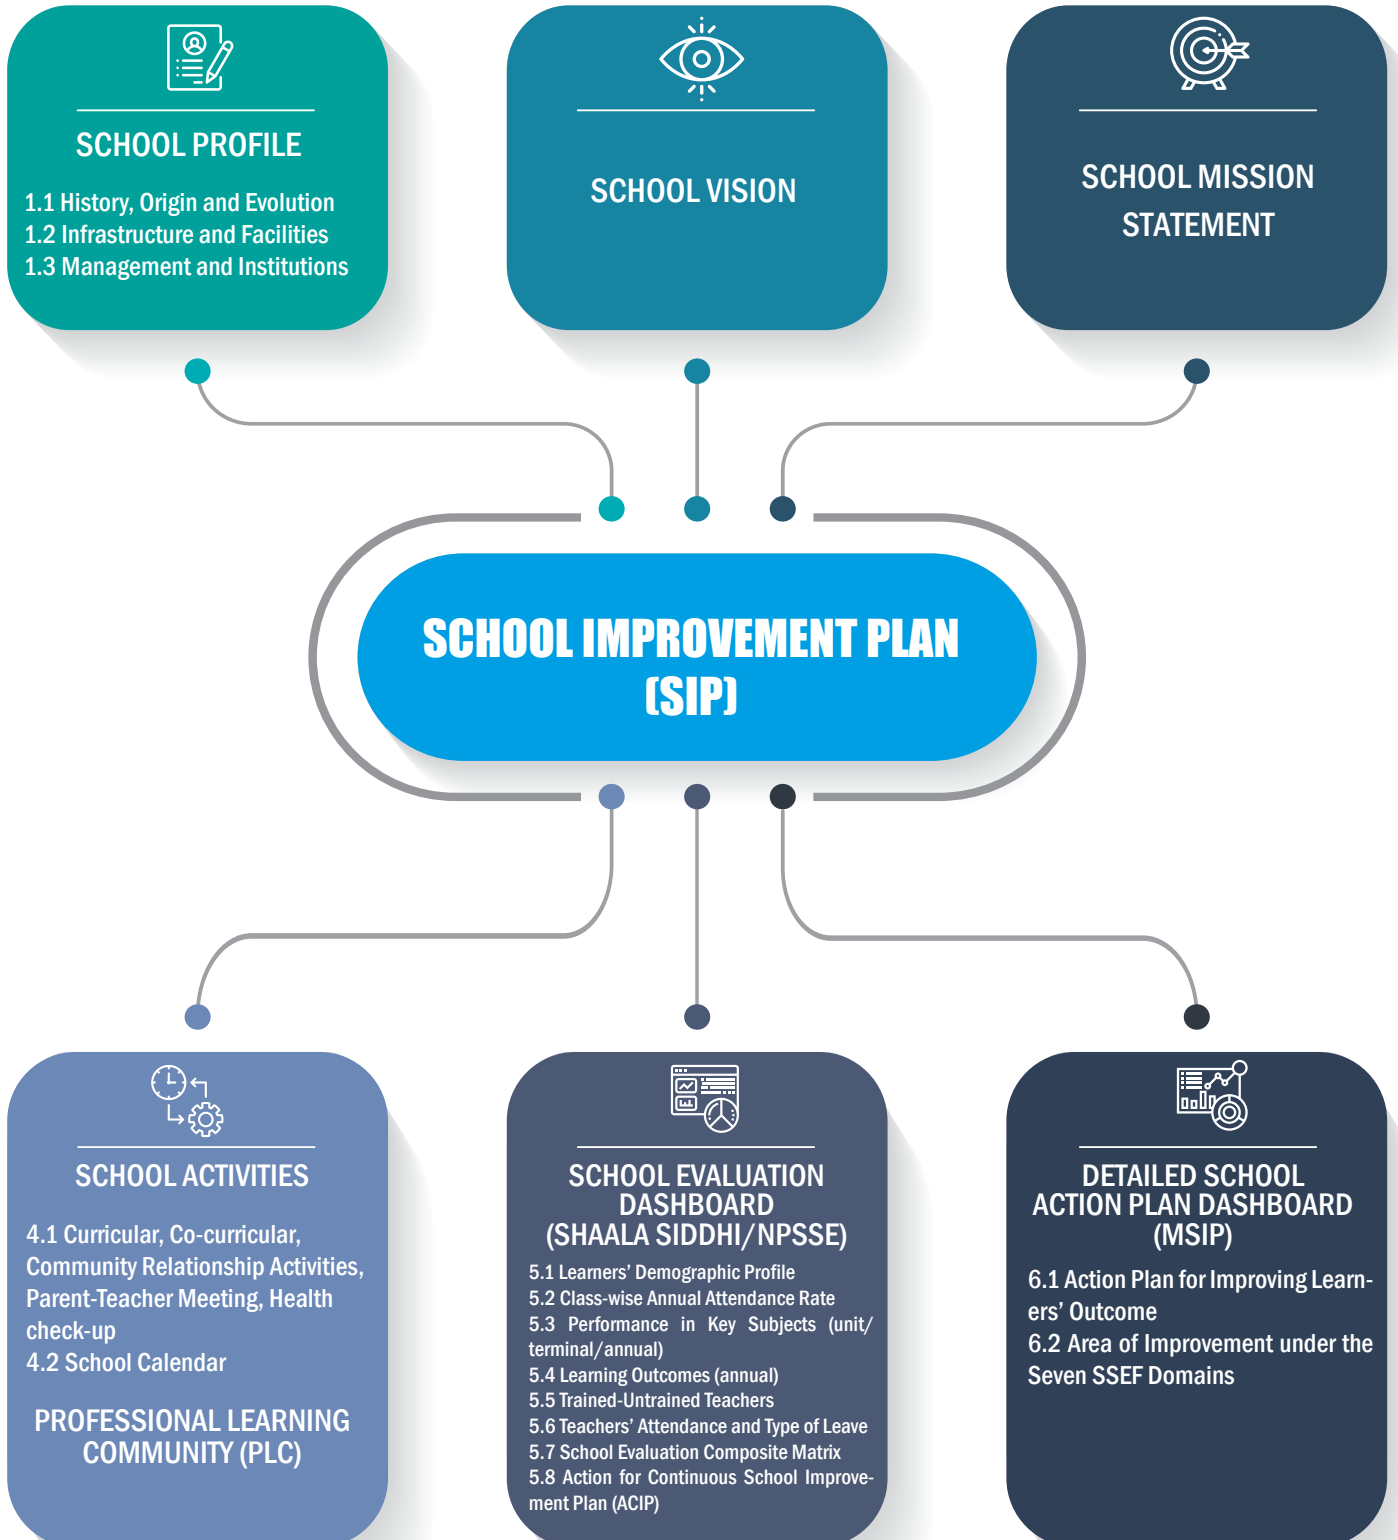 SCHOOL PROFILE
1.1 History, Origin and Evolution
1.2 Infrastructure and Facilities
1.3 Management and Institutions
SCHOOL VISION
SCHOOL MISSION
STATEMENT
SCHOOL IMPROVEMENT PLAN
(SIP)
SCHOOL ACTIVITIES
4.1 Curricular, Co-curricular,
Community Relationship Activities,
Parent-Teacher Meeting, Health
check-up
4.2 School Calendar
PROFESSIONAL LEARNING
COMMUNITY (PLC)
SCHOOL EVALUATION
DASHBOARD
(SHAALA SIDDHI/NPSSE)
5.1 Learners’ Demographic Profile
5.2 Class-wise Annual Attendance Rate
5.3 Performance in Key Subjects (unit/
terminal/annual)
5.4 Learning Outcomes (annual)
5.5 Trained-Untrained Teachers
5.6 Teachers’ Attendance and Type of Leave
5.7 School Evaluation Composite Matrix
5.8 Action for Continuous School Improve-
ment Plan (ACIP)
DETAILED SCHOOL
ACTION PLAN DASHBOARD
(MSIP)
6.1 Action Plan for Improving Learn-
ers’ Outcome
6.2 Area of Improvement under the
Seven SSEF Domains